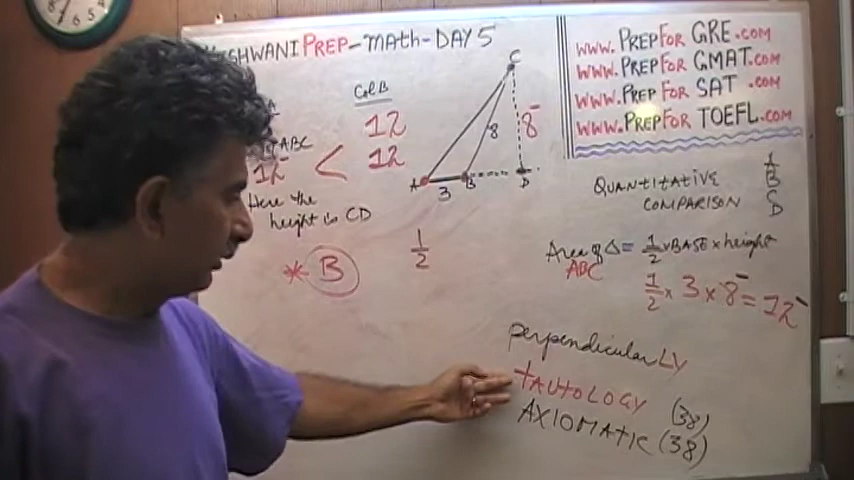 PREP-MATH-DAY 5
Col B
ABC
12
12⁻ < 12
Here the
height is CD
* B
1/2
C
8
8⁻
A
B
D
3
www.PREPFOR GRE.COM
www.PREPFOR GMAT.COM
www.PREPFOR SAT.COM
www.PREPFOR TOEFL.COM
QUANTITATIVE
COMPARISON
A
B
C
D
Area of Δ = 1/2 x BASE x height
ABC
1/2 x 3 x 8⁻ = 12⁻
perpendicularLY
tAUTOLOGY (38)
AXIOMATIC (38)